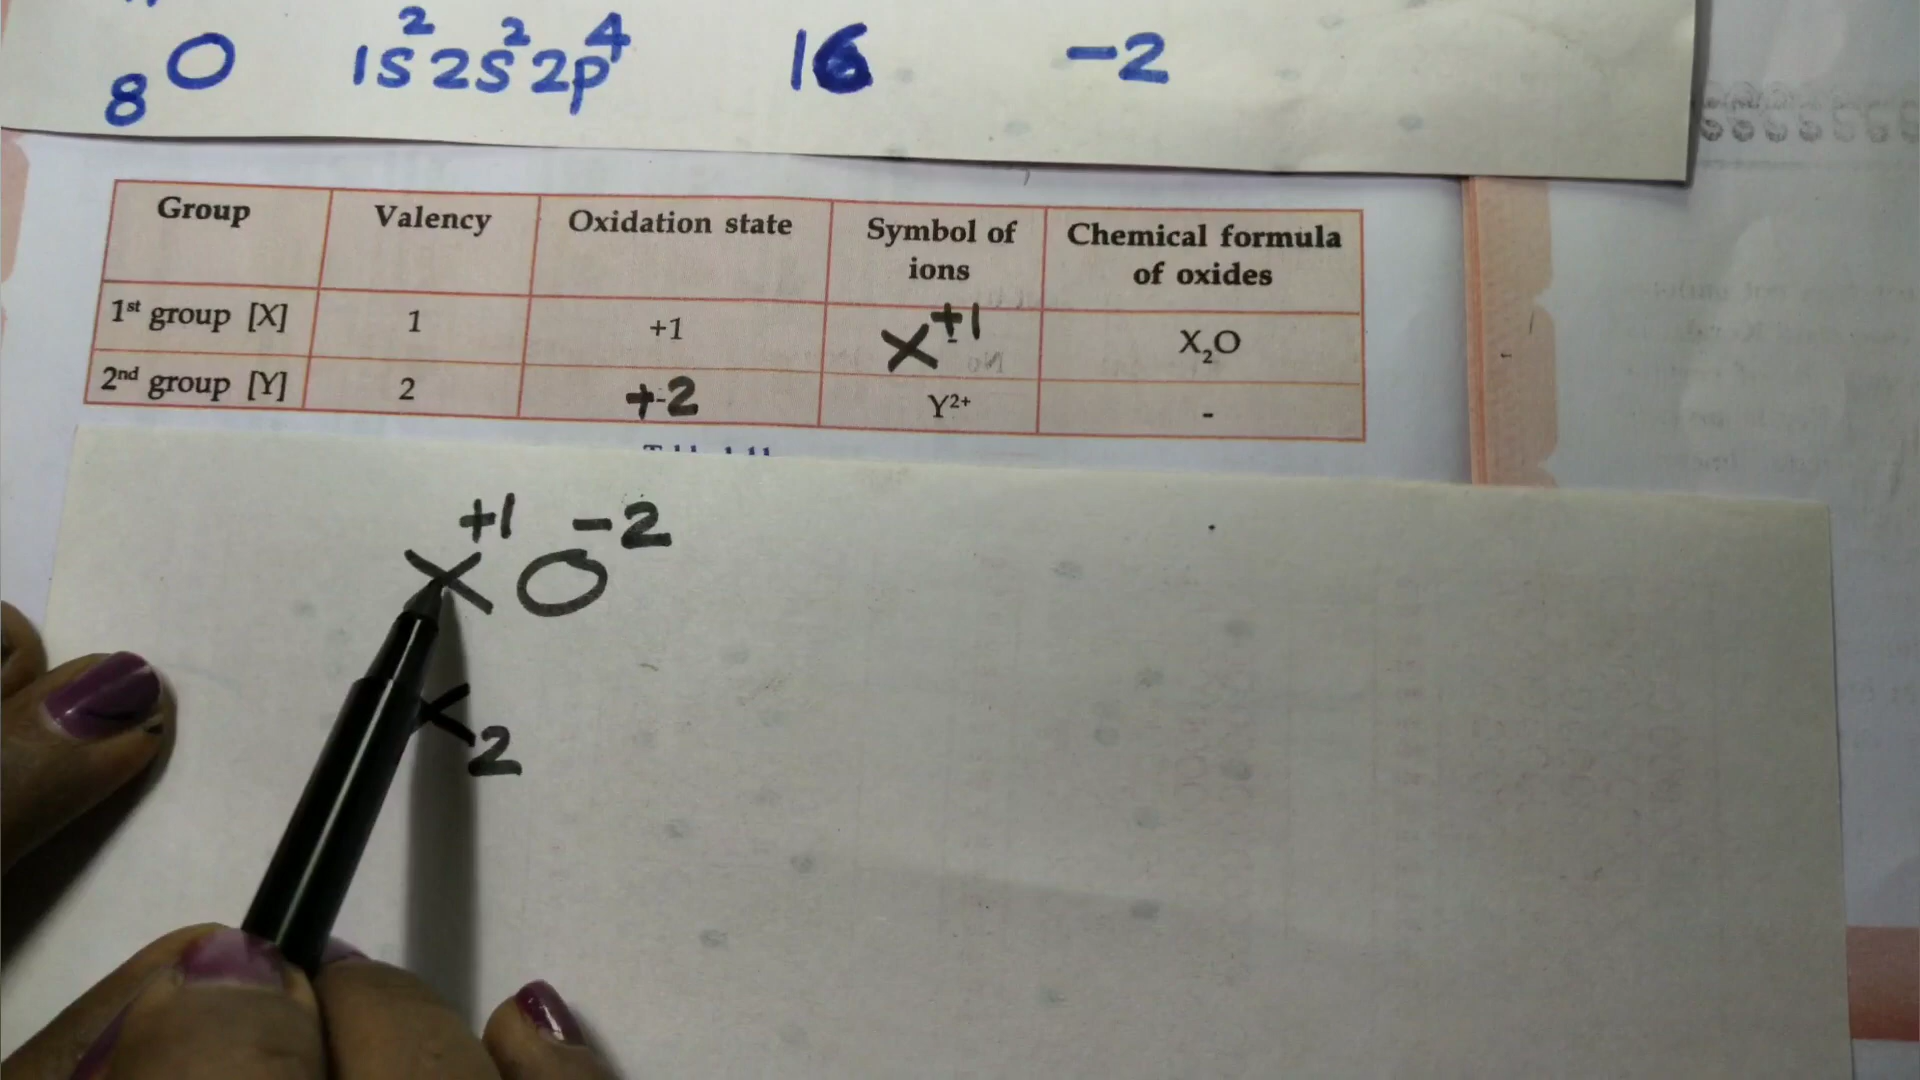 8O 1s² 2s² 2p⁴ 16 -2
Group Valency Oxidation state Symbol of ions Chemical formula of oxides
1st group [X] 1 +1 X⁺¹ X₂O
2nd group [Y] 2 +2 Y²⁺ -
X⁺¹ O⁻²
X₂